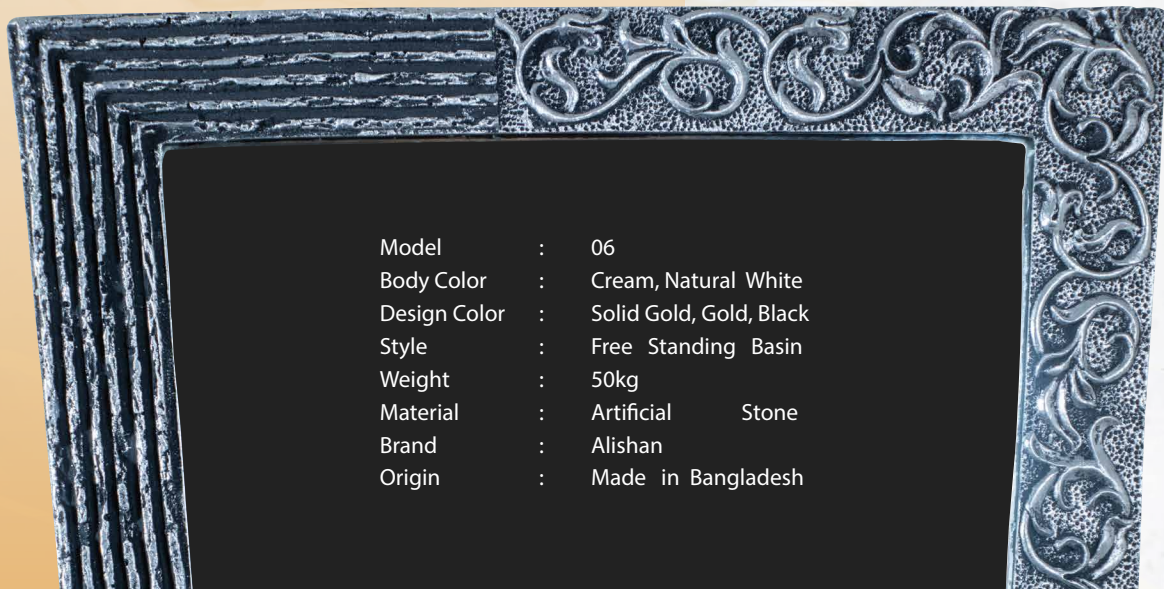 Model : 06
Body Color : Cream, Natural White
Design Color : Solid Gold, Gold, Black
Style : Free Standing Basin
Weight : 50kg
Material : Artificial Stone
Brand : Alishan
Origin : Made in Bangladesh